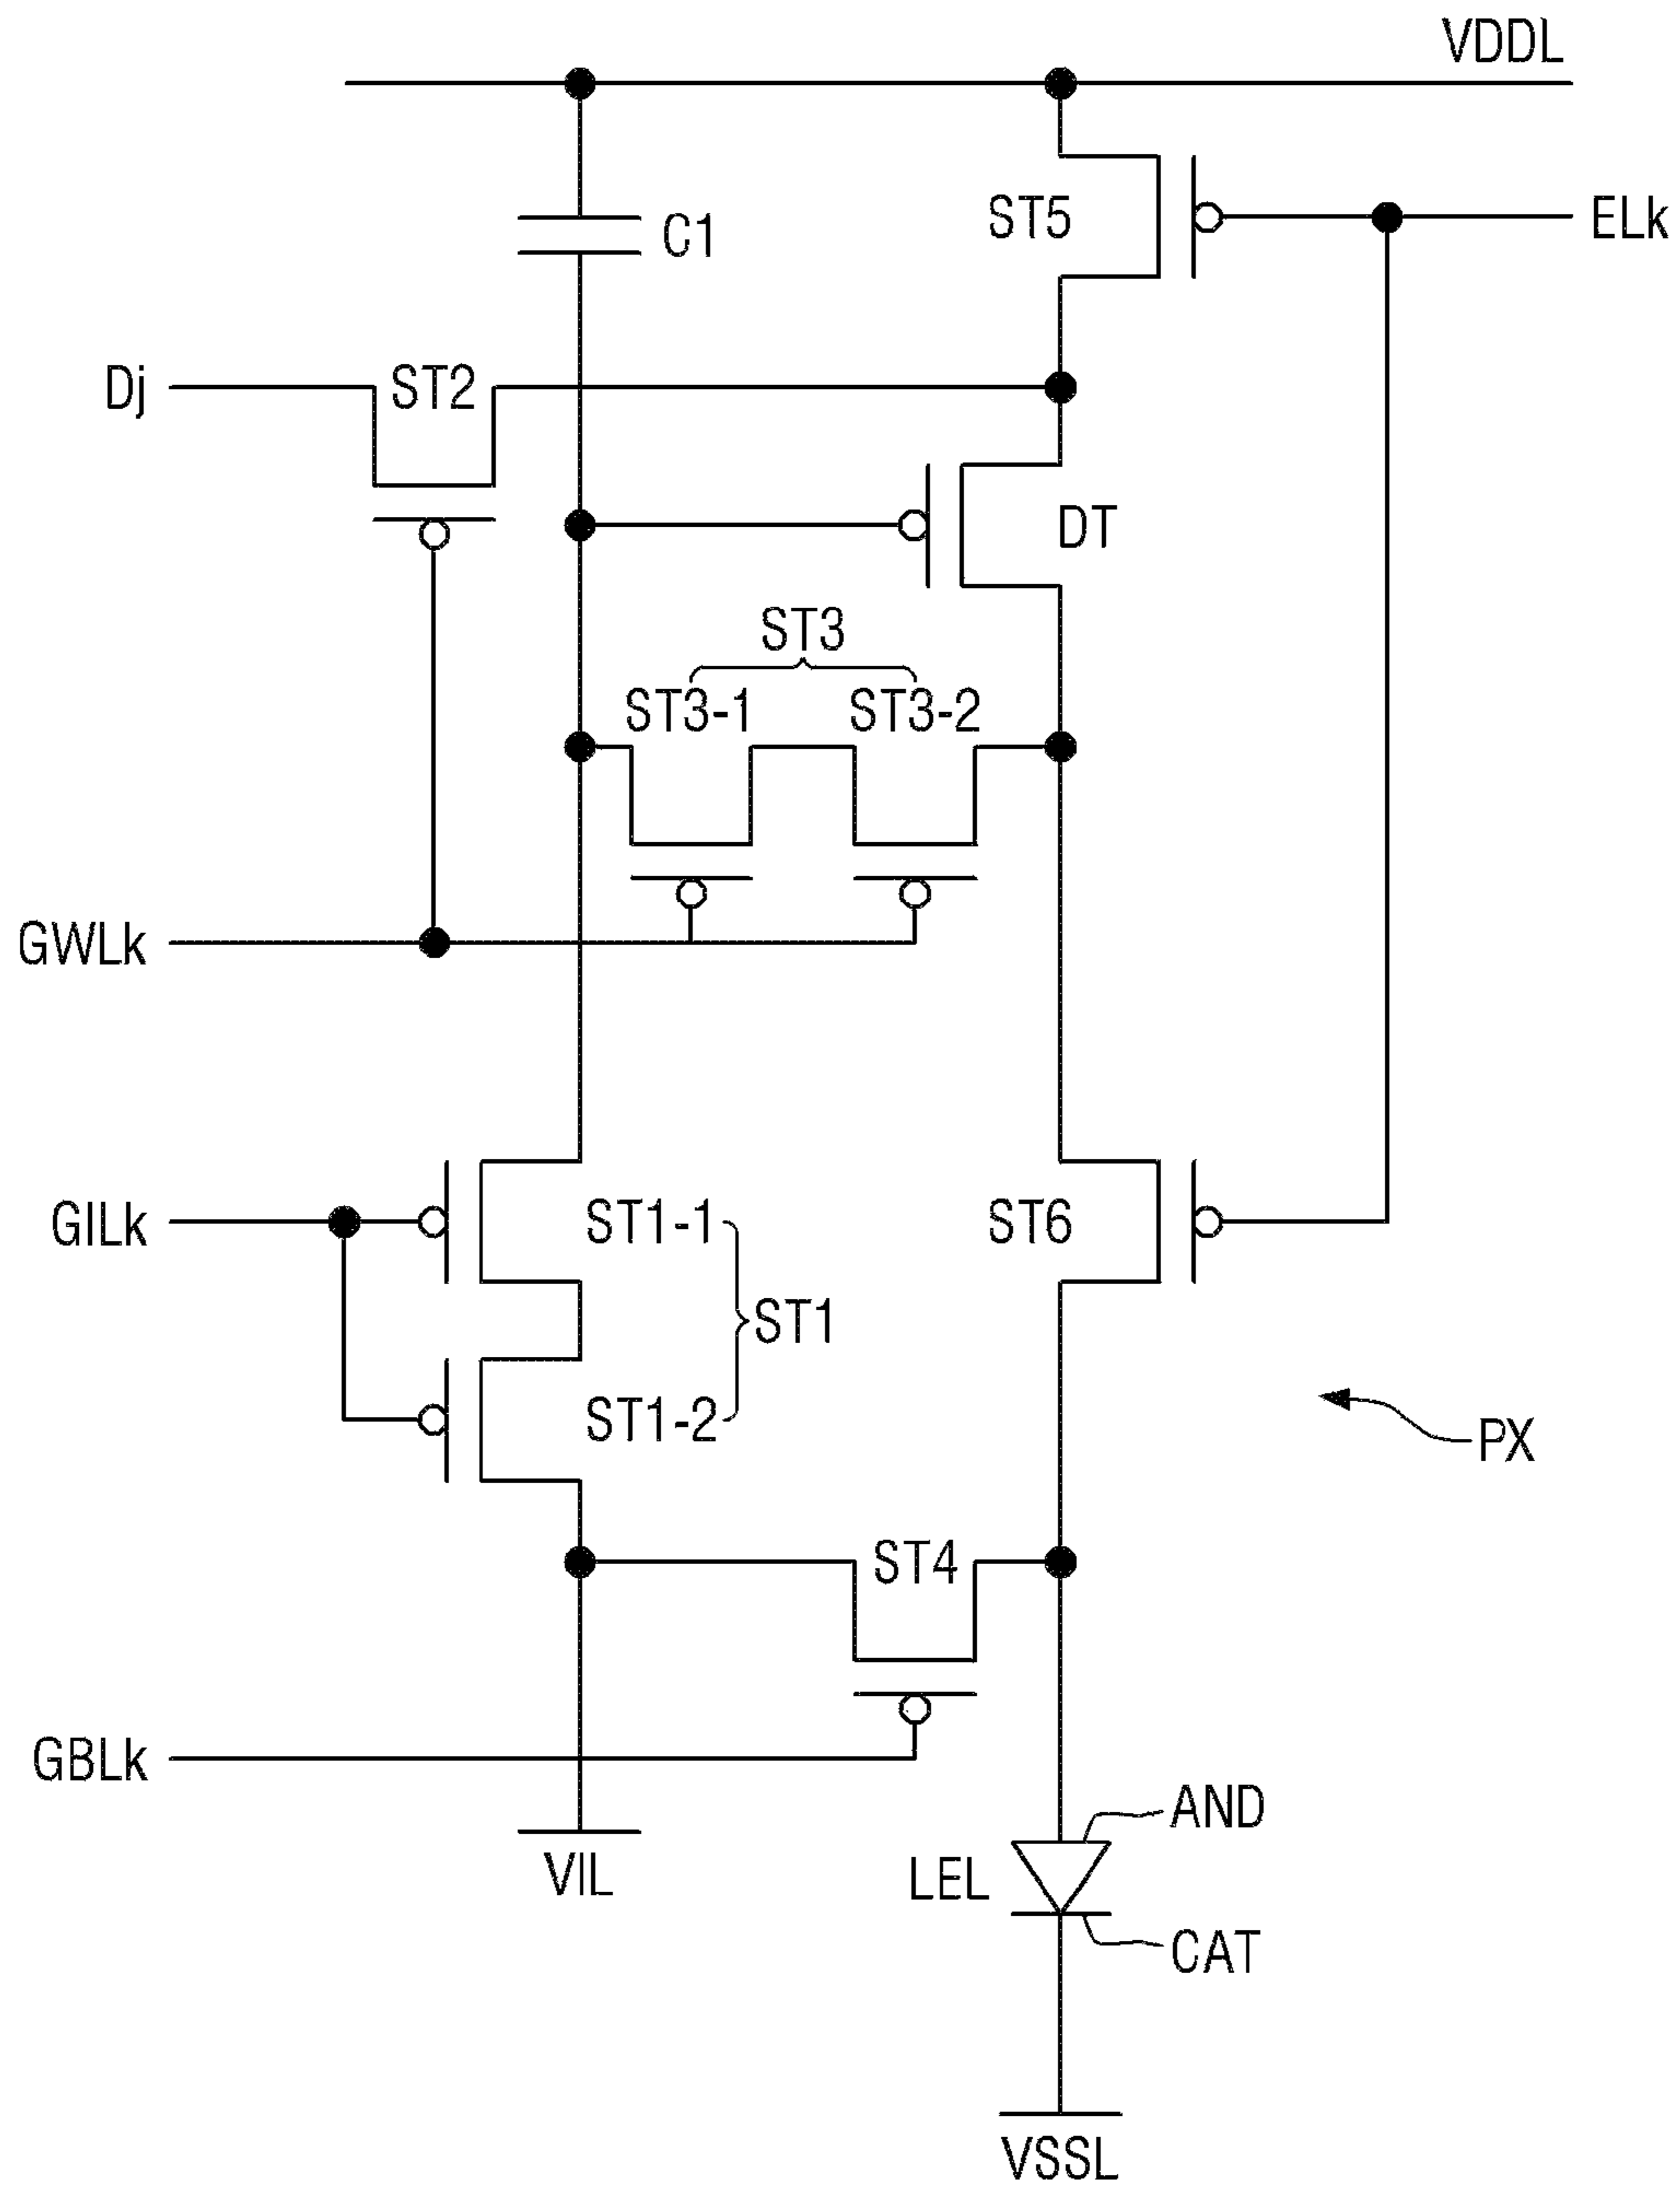 VDDL
ST5
ELk
C1
Dj
ST2
DT
ST3
ST3-1
ST3-2
GWLk
GILk
ST1-1
ST6
ST1
ST1-2
PX
ST4
GBLk
AND
VIL
LEL
CAT
VSSL